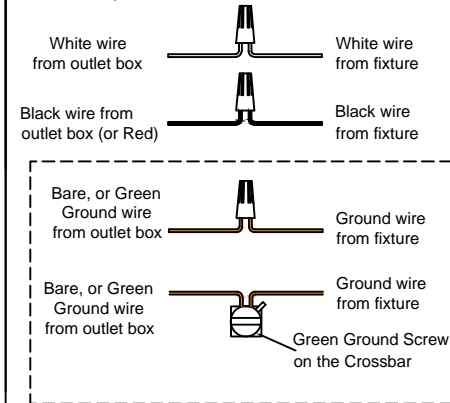 White wire
from outlet box
White wire
from fixture
Black wire from
outlet box (or Red)
Black wire
from fixture
Bare, or Green
Ground wire
from outlet box
Ground wire
from fixture
Bare, or Green
Ground wire
from outlet box
Ground wire
from fixture
Green Ground Screw
on the Crossbar